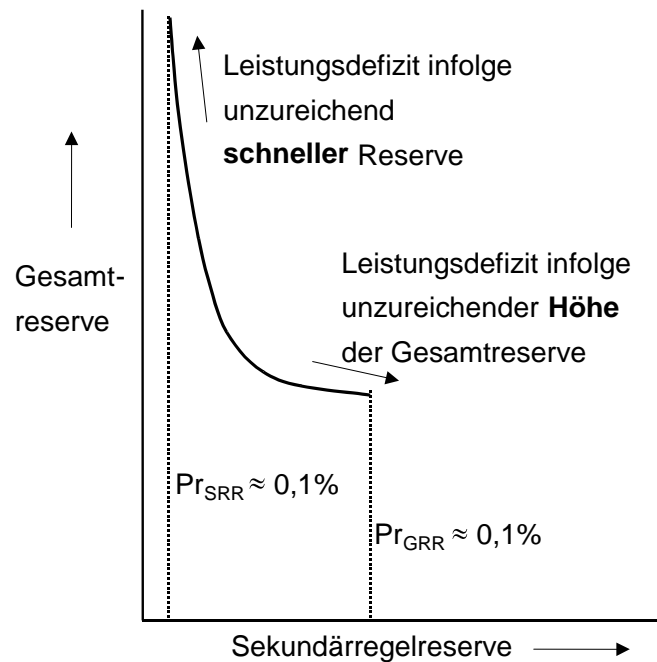 Leistungsdefizit infolge
unzureichend
schneller Reserve
Gesamt-
reserve
Leistungsdefizit infolge
unzureichender Höhe
der Gesamtreserve
Pr_SRR ≈ 0,1%
Pr_GRR ≈ 0,1%
Sekundärregelreserve